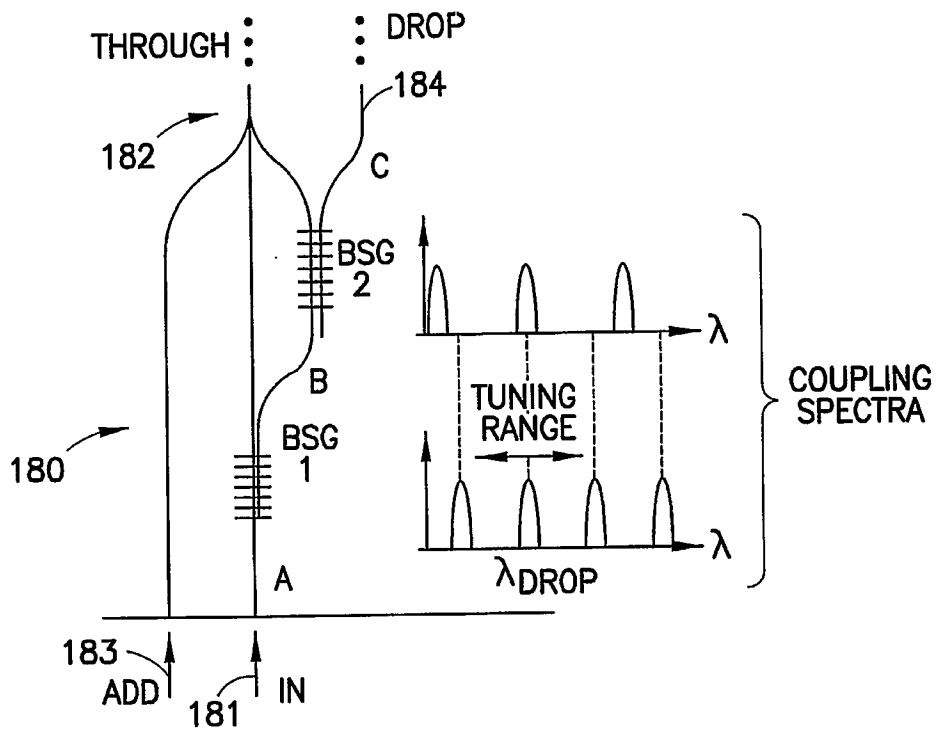 THROUGH
DROP
184
182
C
BSG
2
λ
B
TUNING
RANGE
COUPLING
SPECTRA
BSG
1
180
λ
λDROP
A
183
ADD
181
IN